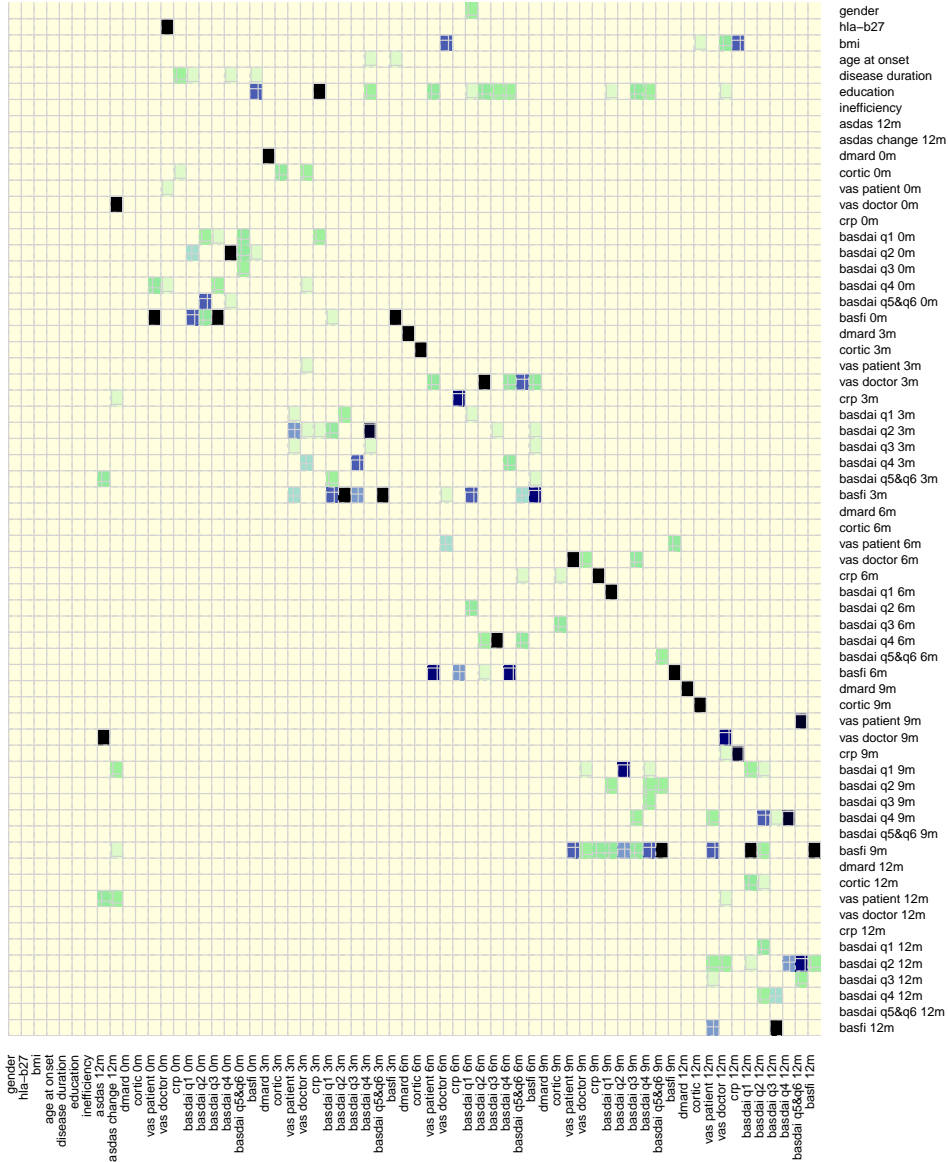 gender
hla−b27
bmi
age at onset
disease duration
education
inefficiency
asdas 12m
asdas change 12m
dmard 0m
cortic 0m
vas patient 0m
vas doctor 0m
crp 0m
basdai q1 0m
basdai q2 0m
basdai q3 0m
basdai q4 0m
basdai q5&q6 0m
basfi 0m
dmard 3m
cortic 3m
vas patient 3m
vas doctor 3m
crp 3m
basdai q1 3m
basdai q2 3m
basdai q3 3m
basdai q4 3m
basdai q5&q6 3m
basfi 3m
dmard 6m
cortic 6m
vas patient 6m
vas doctor 6m
crp 6m
basdai q1 6m
basdai q2 6m
basdai q3 6m
basdai q4 6m
basdai q5&q6 6m
basfi 6m
dmard 9m
cortic 9m
vas patient 9m
vas doctor 9m
crp 9m
basdai q1 9m
basdai q2 9m
basdai q3 9m
basdai q4 9m
basdai q5&q6 9m
basfi 9m
dmard 12m
cortic 12m
vas patient 12m
vas doctor 12m
crp 12m
basdai q1 12m
basdai q2 12m
basdai q3 12m
basdai q4 12m
basdai q5&q6 12m
basfi 12m
gender
hla−b27
bmi
age at onset
disease duration
education
inefficiency
asdas 12m
asdas change 12m
dmard 0m
cortic 0m
vas patient 0m
vas doctor 0m
crp 0m
basdai q1 0m
basdai q2 0m
basdai q3 0m
basdai q4 0m
basdai q5&q6 0m
basfi 0m
dmard 3m
cortic 3m
vas patient 3m
vas doctor 3m
crp 3m
basdai q1 3m
basdai q2 3m
basdai q3 3m
basdai q4 3m
basdai q5&q6 3m
basfi 3m
dmard 6m
cortic 6m
vas patient 6m
vas doctor 6m
crp 6m
basdai q1 6m
basdai q2 6m
basdai q3 6m
basdai q4 6m
basdai q5&q6 6m
basfi 6m
dmard 9m
cortic 9m
vas patient 9m
vas doctor 9m
crp 9m
basdai q1 9m
basdai q2 9m
basdai q3 9m
basdai q4 9m
basdai q5&q6 9m
basfi 9m
dmard 12m
cortic 12m
vas patient 12m
vas doctor 12m
crp 12m
basdai q1 12m
basdai q2 12m
basdai q3 12m
basdai q4 12m
basdai q5&q6 12m
basfi 12m